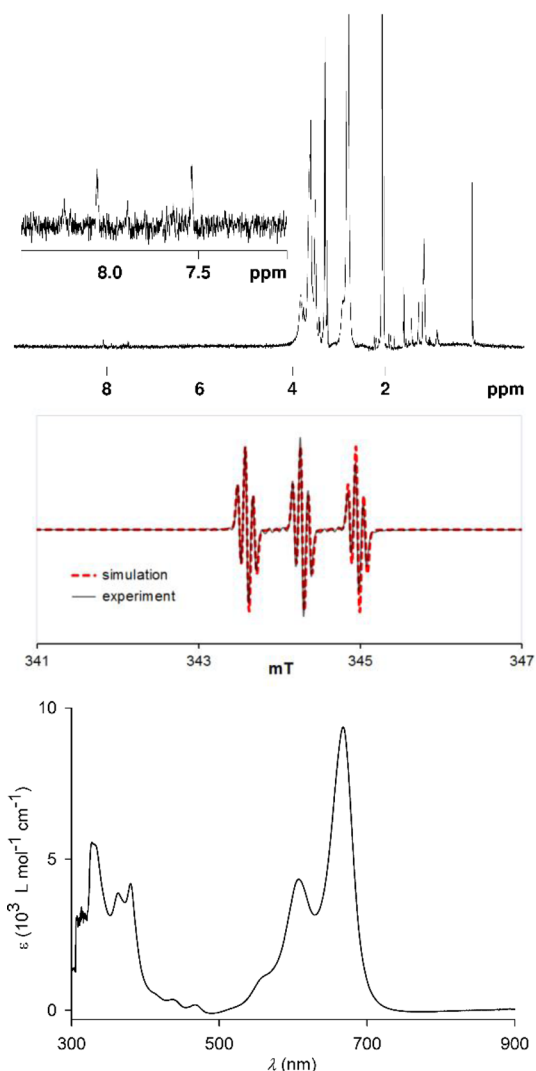 8.0 7.5 ppm
8 6 4 2 ppm
simulation
experiment
341 343 345 347
mT
10
5
0
ε (10³ L mol⁻¹ cm⁻¹)
300 500 700 900
λ (nm)